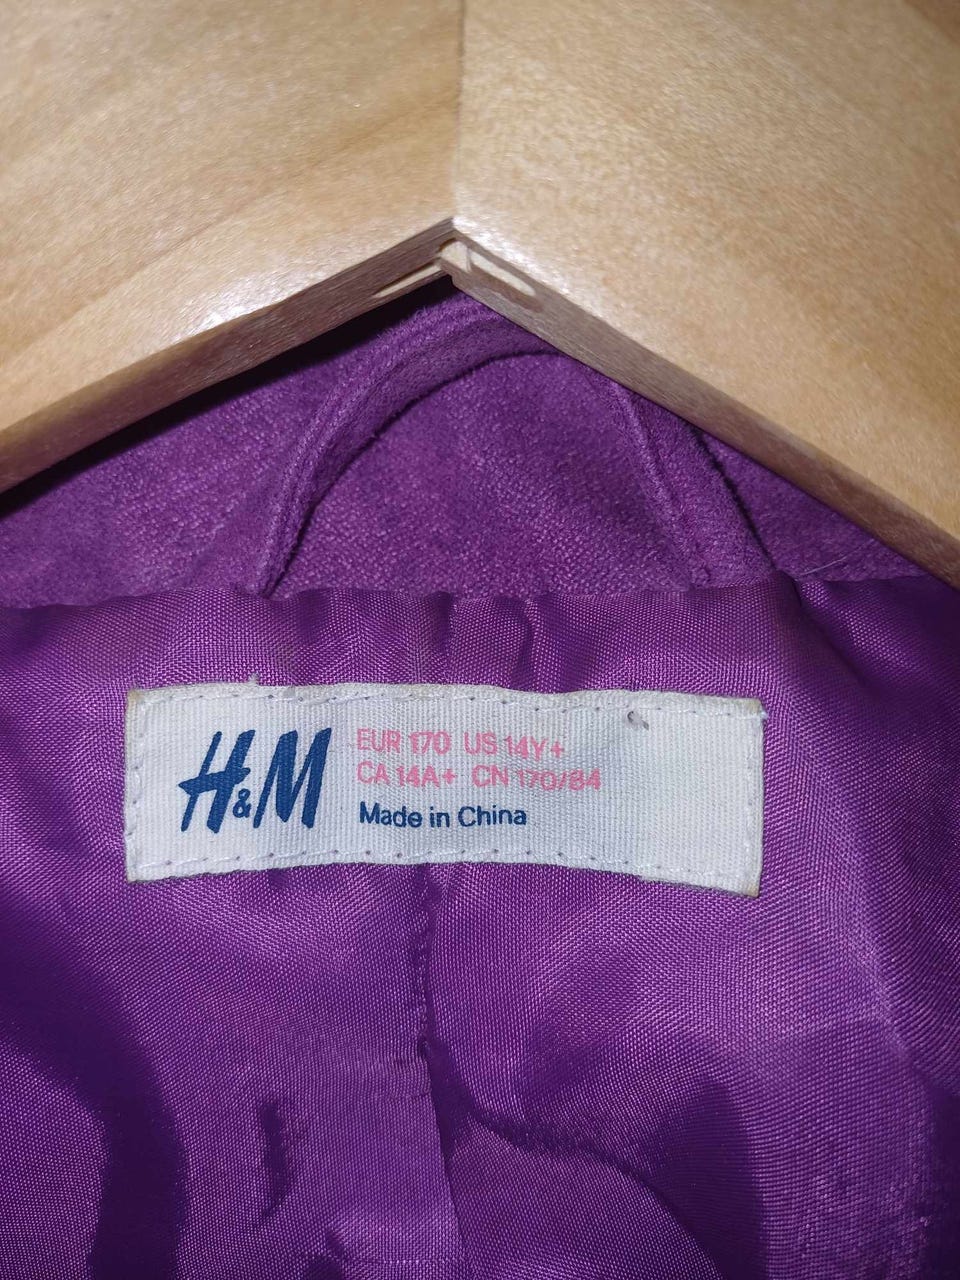 H&M
EUR 170 US 14Y+
CA 14A+ CN 170/84
Made in China